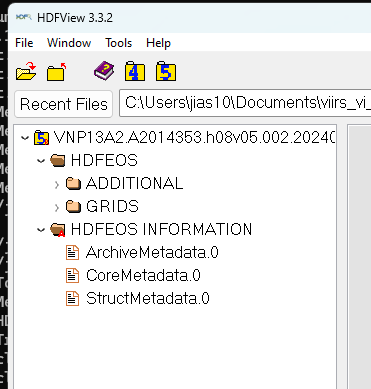 HDFView 3.3.2
File Window Tools Help
4 5
Recent Files C:\Users\jias10\Documents\viirs_vi_
VNP13A2.A2014353.h08v05.002.2024
HDFEOS
ADDITIONAL
GRIDS
HDFEOS INFORMATION
ArchiveMetadata.0
CoreMetadata.0
StructMetadata.0